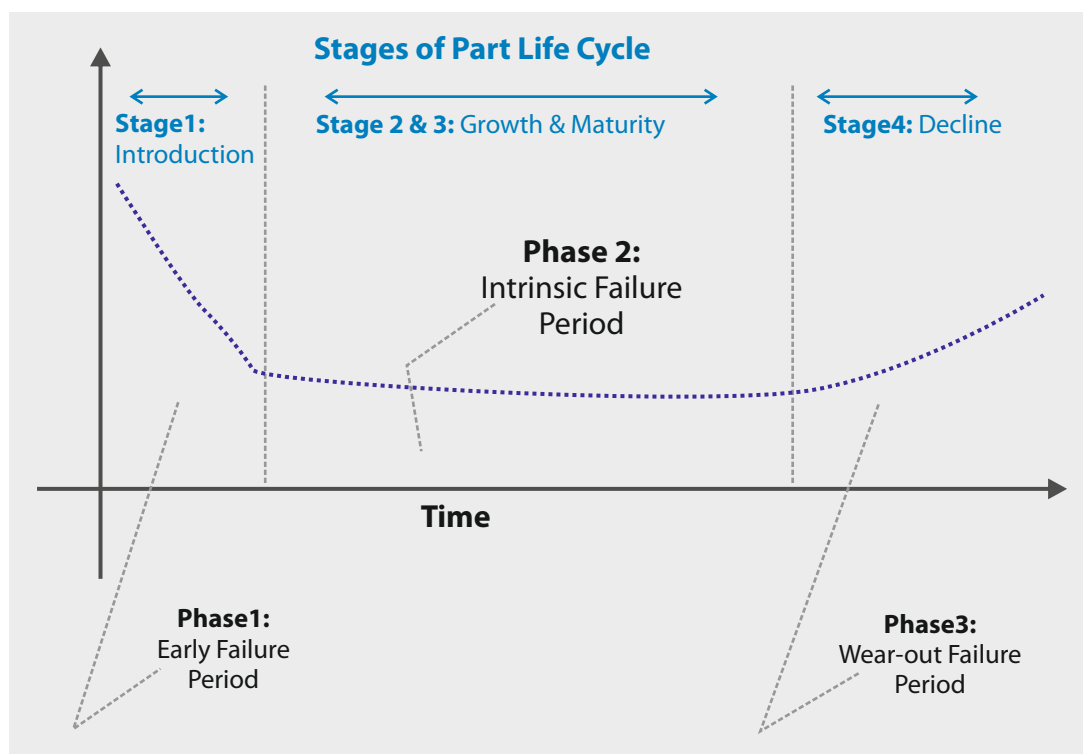 Stages of Part Life Cycle
Stage1:
Introduction
Stage 2 & 3: Growth & Maturity
Stage4: Decline
Phase 2:
Intrinsic Failure
Period
Time
Phase1:
Early Failure
Period
Phase3:
Wear-out Failure
Period